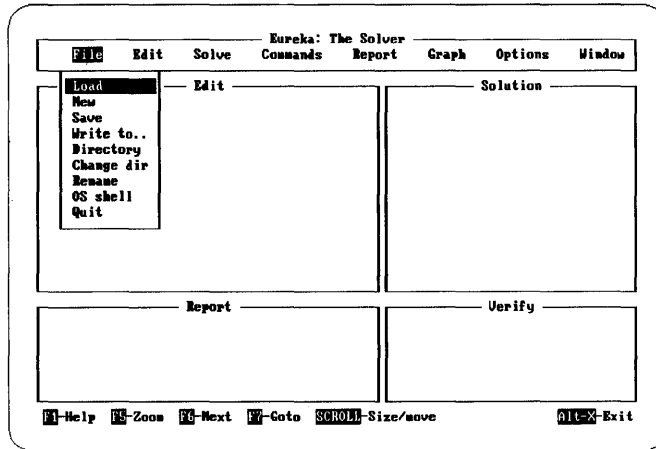 Eureka: The Solver
File Edit Solve Commands Report Graph Options Window
Edit
Solution
Load
New
Save
Write to..
Directory
Change dir
Rename
OS shell
Quit
Report
Verify
F1-Help F5-Zoom F6-Next F7-Goto SCROLL-Size/move Alt-X-Exit